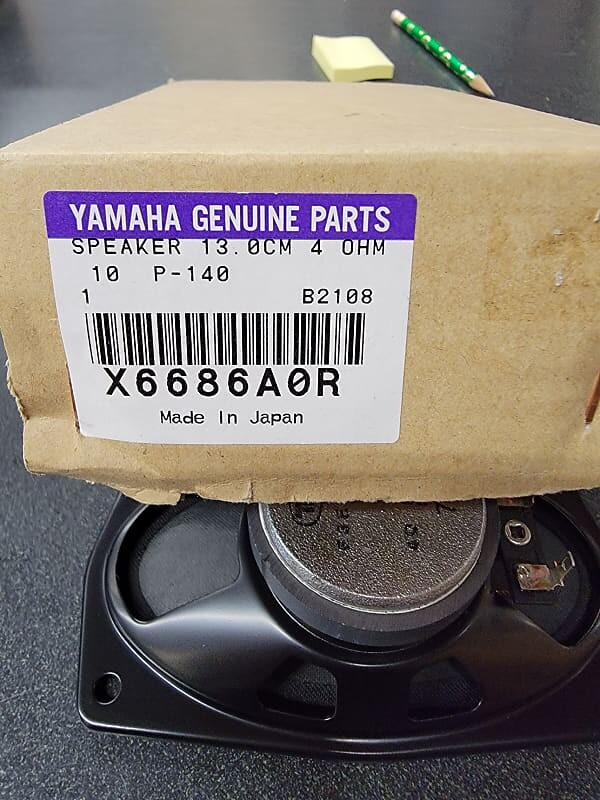 YAMAHA GENUINE PARTS
SPEAKER 13.0CM 4 OHM
10 P-140
1 B2108
X6686A0R
Made In Japan